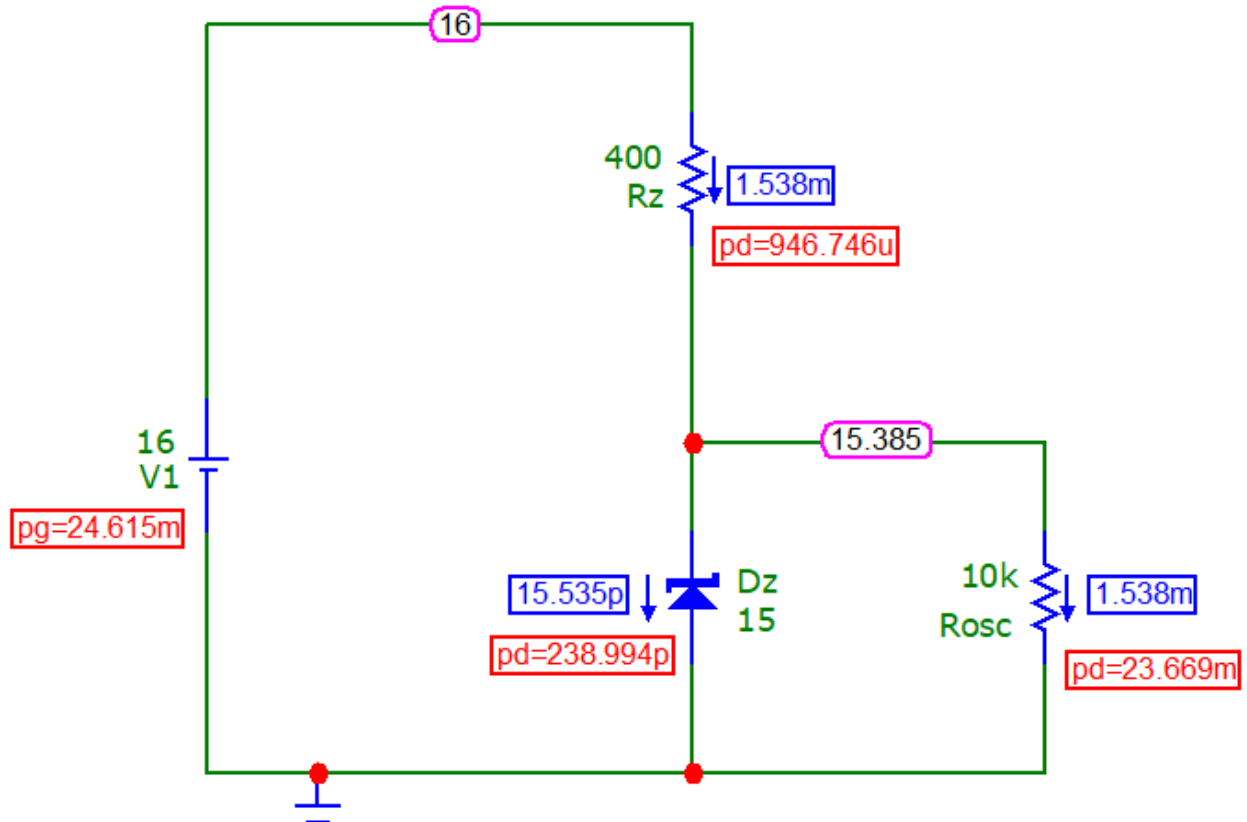 16
400
Rz
1.538m
pd=946.746u
16
V1
pg=24.615m
15.385
15.535p
pd=238.994p
Dz
15
10k
Rosc
1.538m
pd=23.669m